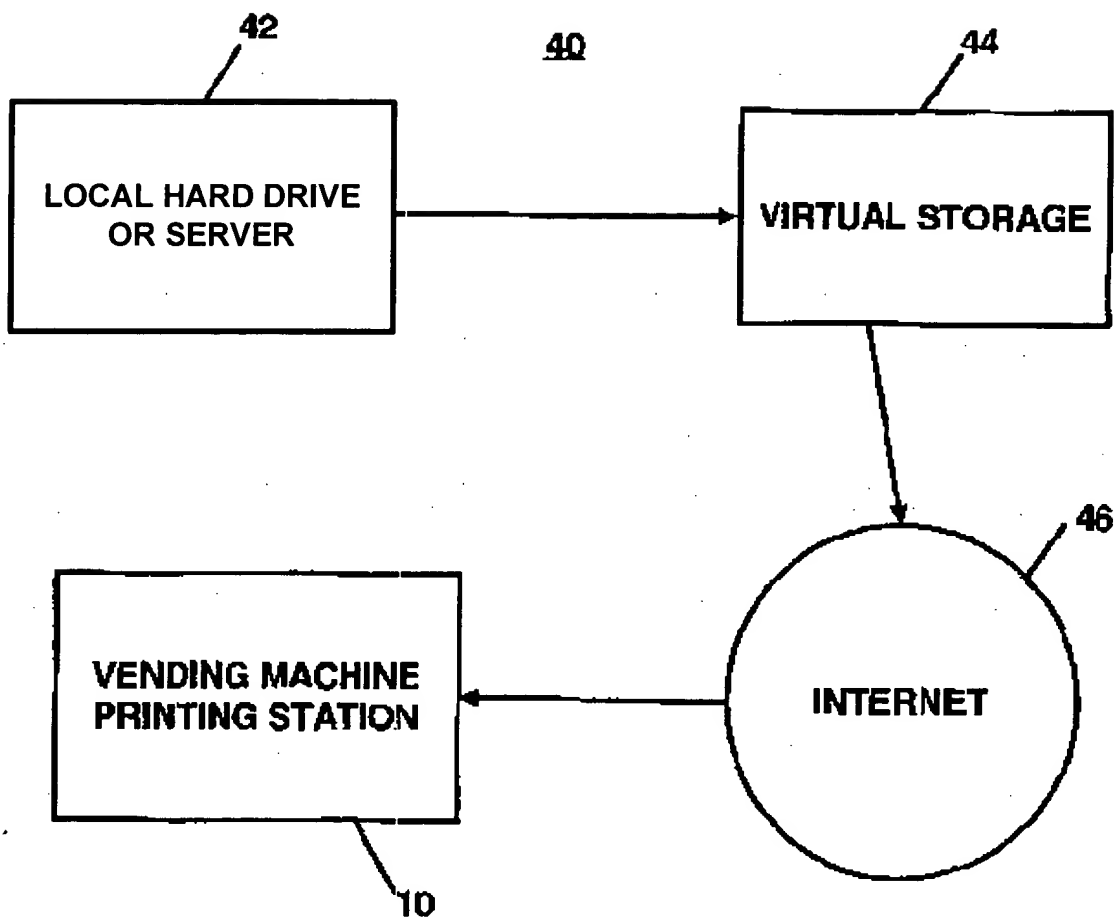 42
40
44
LOCAL HARD DRIVE
OR SERVER
VIRTUAL STORAGE
46
VENDING MACHINE
PRINTING STATION
INTERNET
10